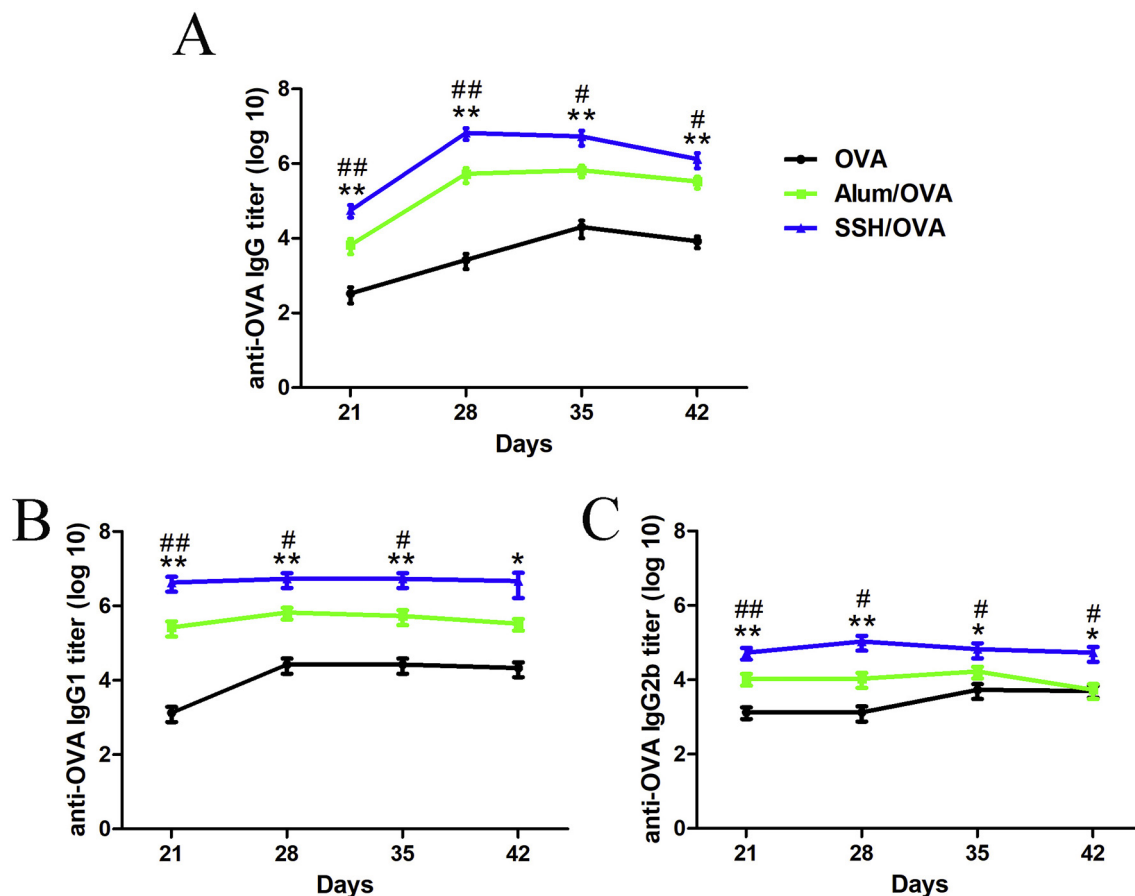 A
anti-OVA IgG titer (log 10)
8
6
4
2
0
##
**
##
**
#
**
#
**
21 28 35 42
Days
OVA
Alum/OVA
SSH/OVA
B
anti-OVA IgG1 titer (log 10)
8
6
4
2
0
##
**
#
**
#
**
*
21 28 35 42
Days
C
anti-OVA IgG2b titer (log 10)
8
6
4
2
0
##
**
#
**
#
*
#
*
21 28 35 42
Days